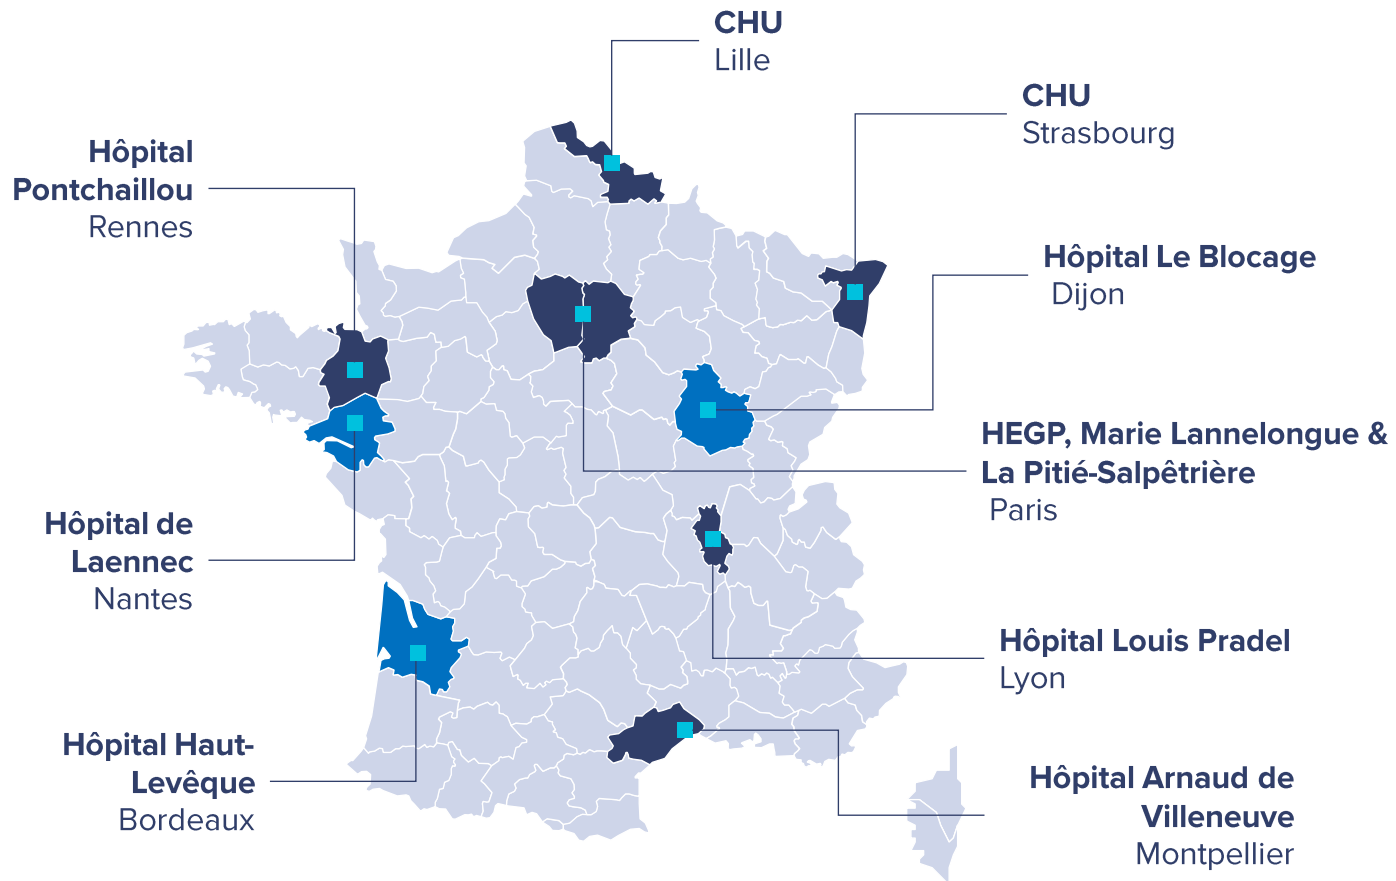 CHU
Lille
CHU
Strasbourg
Hôpital
Pontchaillou
Rennes
Hôpital Le Blocage
Dijon
HEGP, Marie Lannelongue &
La Pitié-Salpêtrière
Paris
Hôpital de
Laennec
Nantes
Hôpital Louis Pradel
Lyon
Hôpital Haut-
Levêque
Bordeaux
Hôpital Arnaud de
Villeneuve
Montpellier